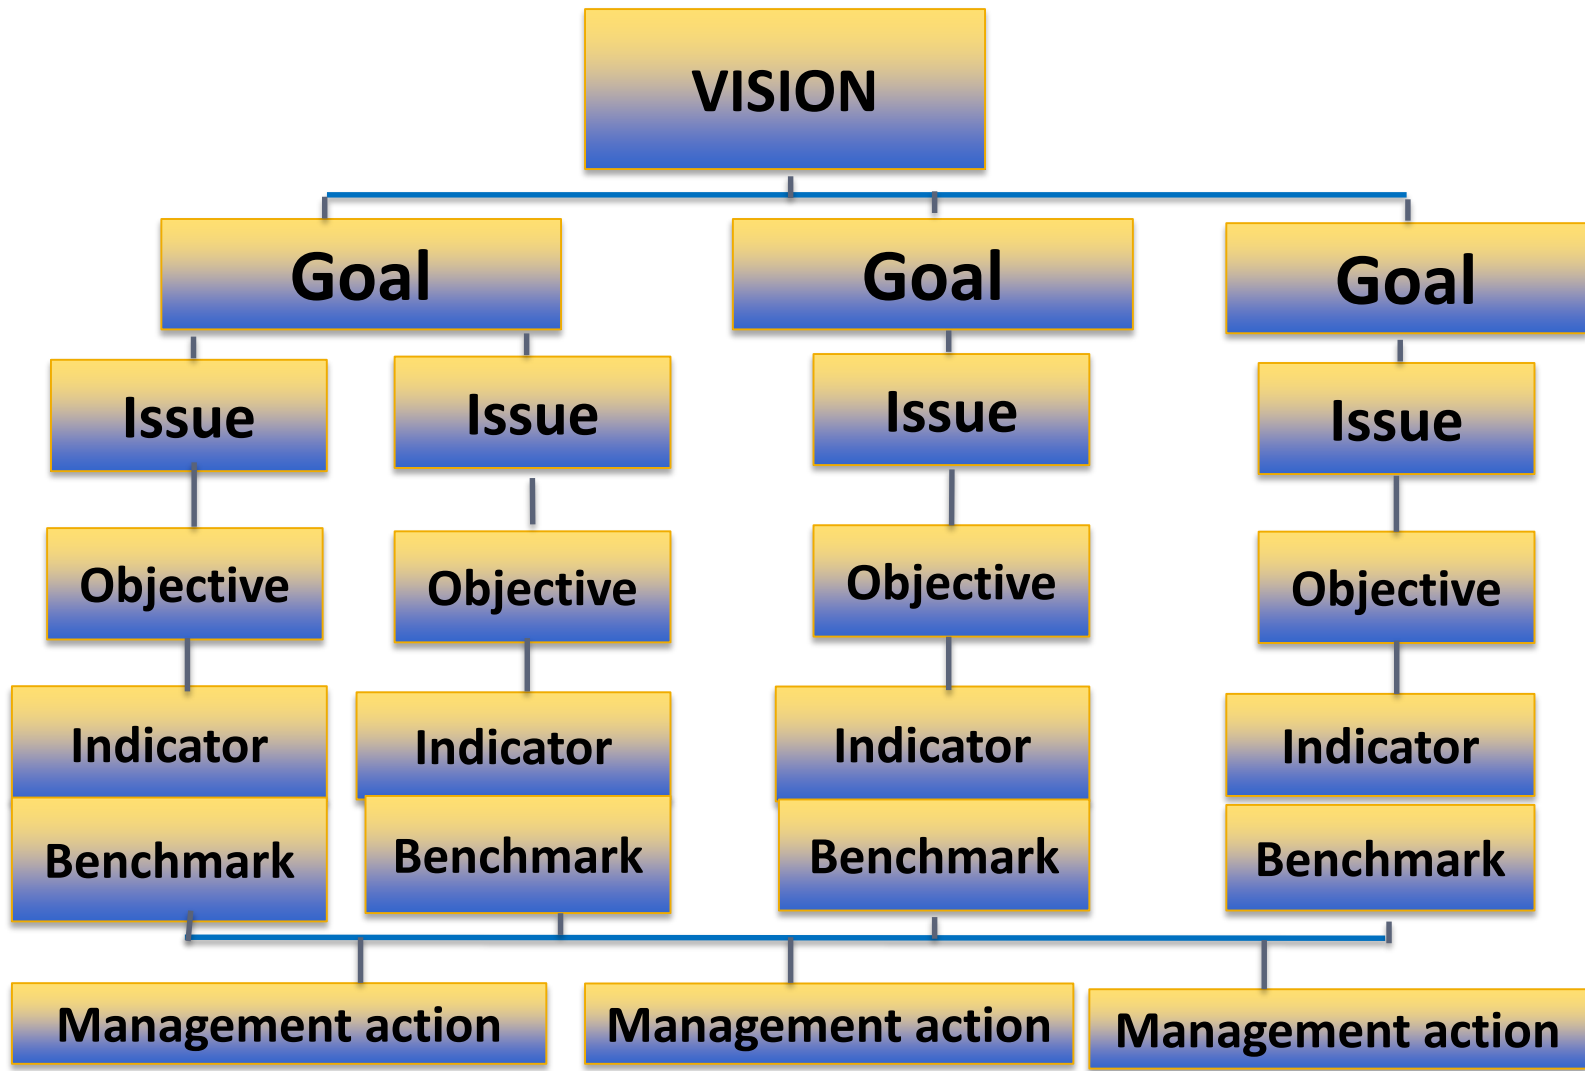 VISION
Goal
Goal
Goal
Issue
Issue
Issue
Issue
Objective
Objective
Objective
Objective
Indicator
Indicator
Indicator
Indicator
Benchmark
Benchmark
Benchmark
Benchmark
Management action
Management action
Management action